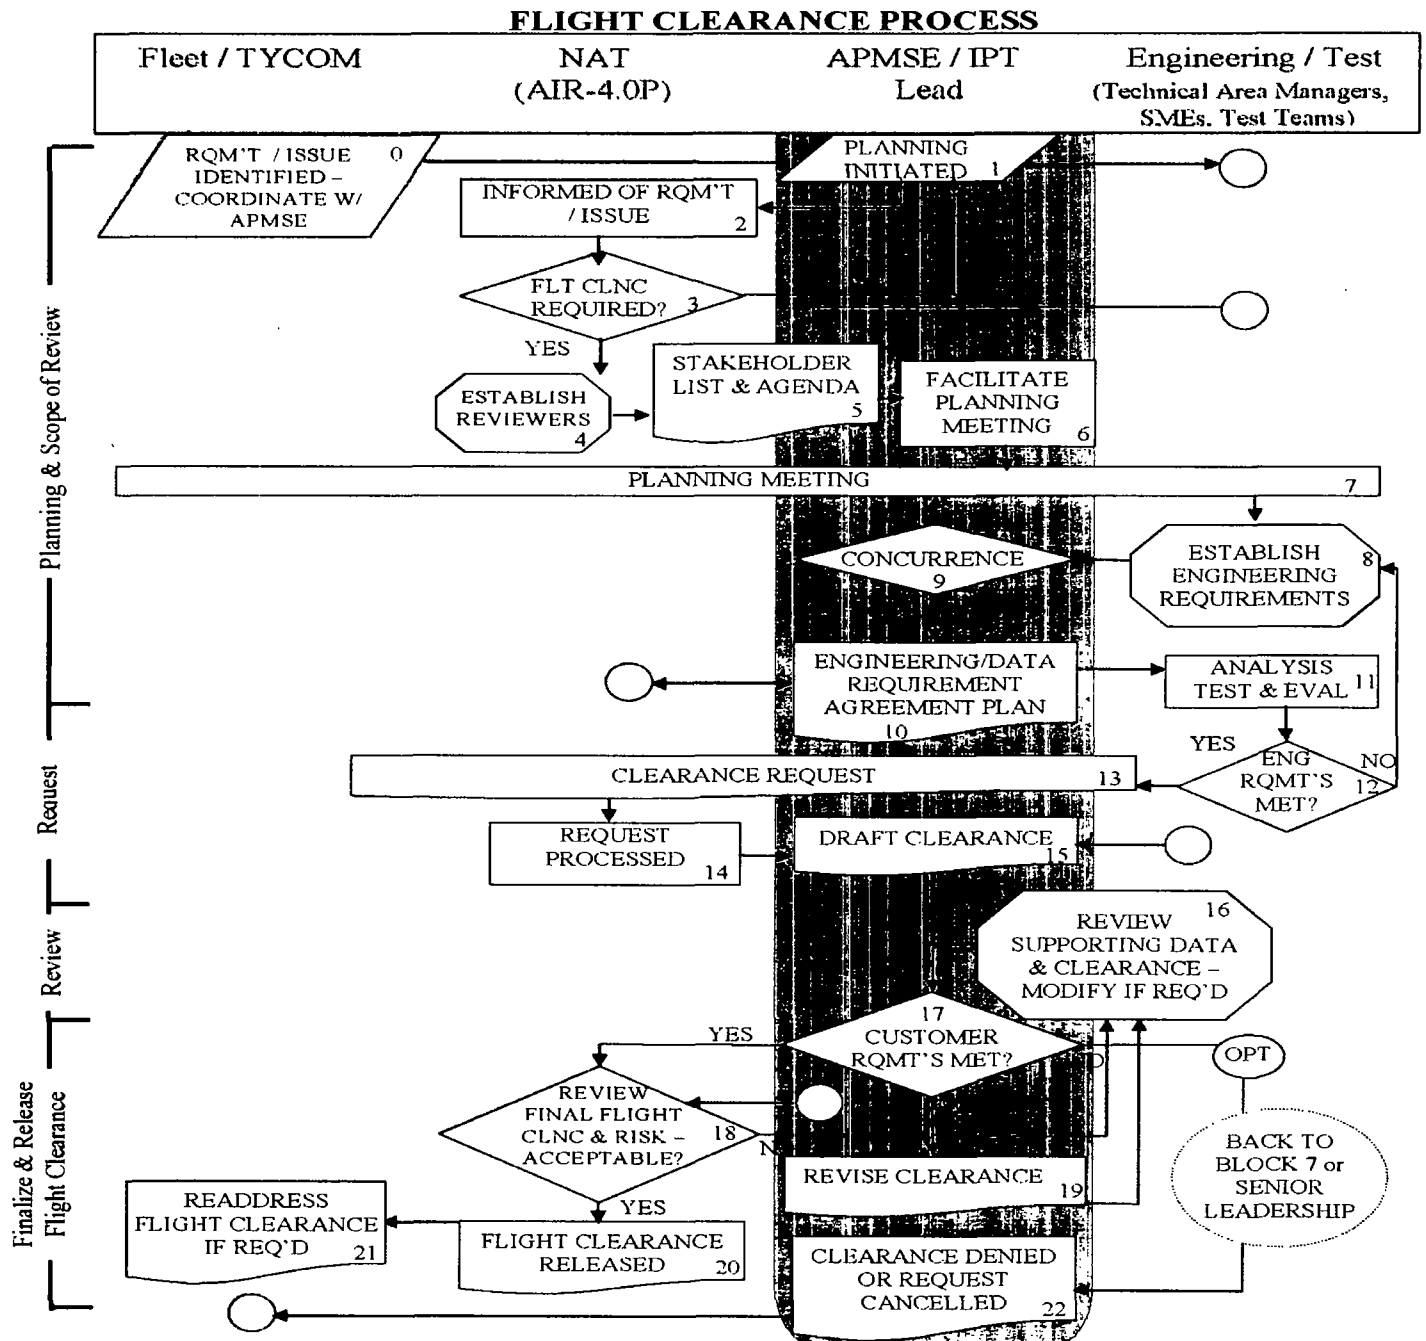 FLIGHT CLEARANCE PROCESS
Fleet / TYCOM
NAT
(AIR-4.0P)
APMSE / IPT
Lead
Engineering / Test
(Technical Area Managers,
SMEs. Test Teams)
Planning & Scope of Review
RQM'T / ISSUE 0
IDENTIFIED –
COORDINATE W/
APMSE
PLANNING
INITIATED 1
INFORMED OF RQM'T
/ ISSUE 2
FLT CLNC
REQUIRED? 3
YES
ESTABLISH
REVIEWERS
4
STAKEHOLDER
LIST & AGENDA
5
FACILITATE
PLANNING
MEETING 6
PLANNING MEETING 7
ESTABLISH 8
ENGINEERING
REQUIREMENTS
CONCURRENCE
9
ENGINEERING/DATA
REQUIREMENT
AGREEMENT PLAN
10
ANALYSIS
TEST & EVAL 11
YES
NO
ENG
RQMT'S 12
MET?
Request
CLEARANCE REQUEST 13
REQUEST
PROCESSED 14
DRAFT CLEARANCE
15
Review
16
REVIEW
SUPPORTING DATA
& CLEARANCE –
MODIFY IF REQ'D
Finalize & Release
Flight Clearance
17
CUSTOMER
RQMT'S MET?
YES
OPT
REVIEW
FINAL FLIGHT
CLNC & RISK – 18
ACCEPTABLE?
N
YES
BACK TO
BLOCK 7 or
SENIOR
LEADERSHIP
REVISE CLEARANCE
19
FLIGHT CLEARANCE
RELEASED 20
READDRESS
FLIGHT CLEARANCE
IF REQ'D 21
CLEARANCE DENIED
OR REQUEST
CANCELLED 22